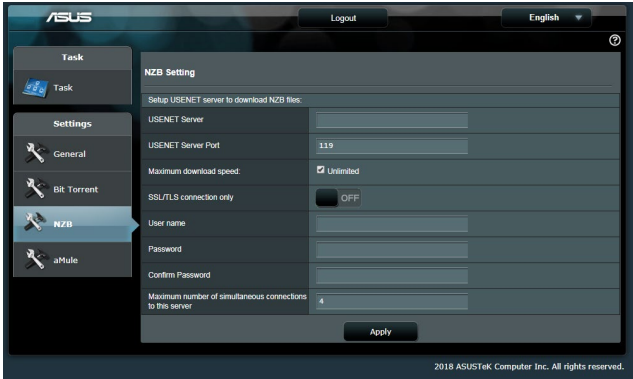 ASUS
Logout
English
Task
Task
Settings
General
Bit Torrent
NZB
aMule
NZB Setting
Setup USENET server to download NZB files:
USENET Server
USENET Server Port 119
Maximum download speed: Unlimited
SSL/TLS connection only OFF
User name
Password
Confirm Password
Maximum number of simultaneous connections
to this server 4
Apply
2018 ASUSTeK Computer Inc. All rights reserved.